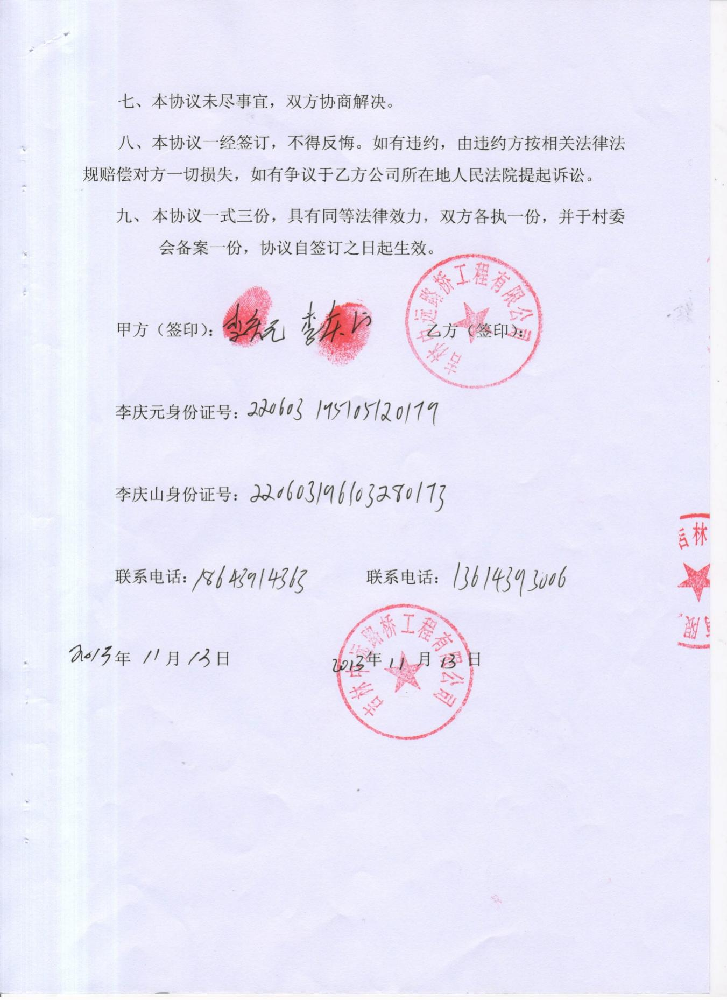 七、本协议未尽事宜，双方协商解决。
八、本协议一经签订，不得反悔。如有违约，由违约方按相关法律法
规赔偿对方一切损失，如有争议于乙方公司所在地人民法院提起诉讼。
九、本协议一式三份，具有同等法律效力，双方各执一份，并于村委
会备案一份，协议自签订之日起生效。
甲方（签印）：李庆元 李庆山 乙方（签印）：
吉林中远路桥工程有限公司
李庆元身份证号：220603 195105120179
李庆山身份证号：220603196103280173
联系电话：18643914363 联系电话：13614393006
2013年 11月 13日 2013年 11月 13日
吉林中远路桥工程有限公司
吉林
有限